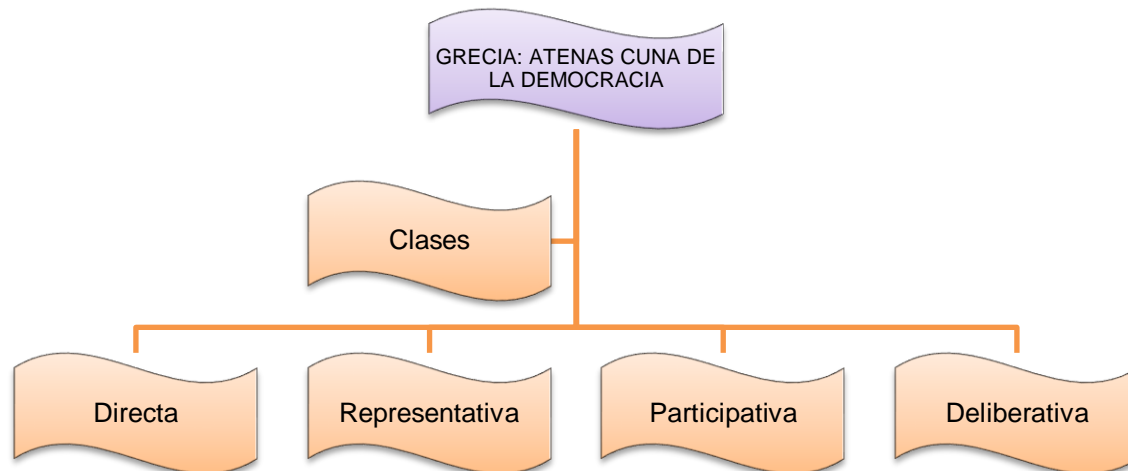 GRECIA: ATENAS CUNA DE
LA DEMOCRACIA
Clases
Directa
Representativa
Participativa
Deliberativa